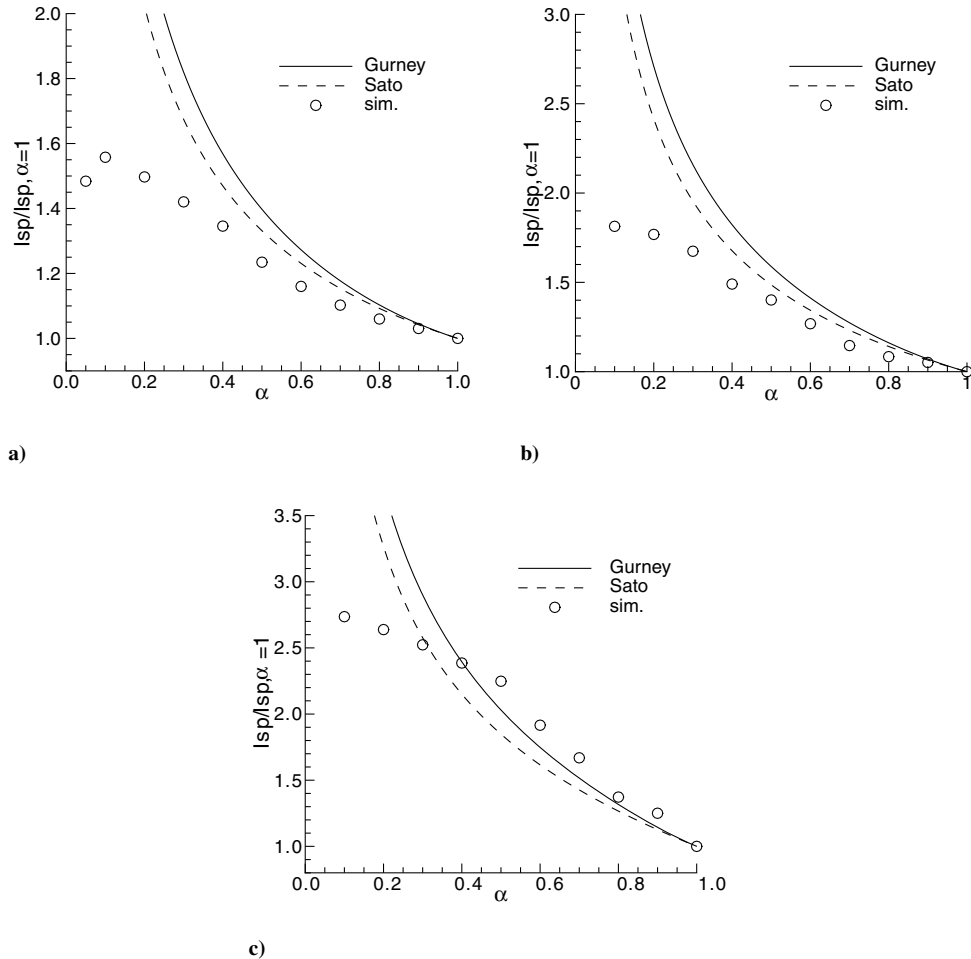 2.0
1.8
1.6
1.4
1.2
1.0
0.0 0.2 0.4 0.6 0.8 1.0
Isp/Isp, α=1
α
Gurney
Sato
sim.
a)
3.0
2.5
2.0
1.5
1.0
0 0.2 0.4 0.6 0.8 1
Isp/Isp, α=1
α
Gurney
Sato
sim.
b)
3.5
3.0
2.5
2.0
1.5
1.0
0.0 0.2 0.4 0.6 0.8 1.0
Isp/Isp,α=1
α
Gurney
Sato
sim.
c)